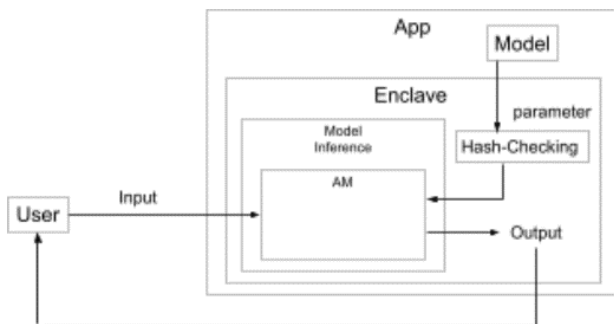 App
Model
Enclave
parameter
Model
Inference
Hash-Checking
AM
Input
User
Output